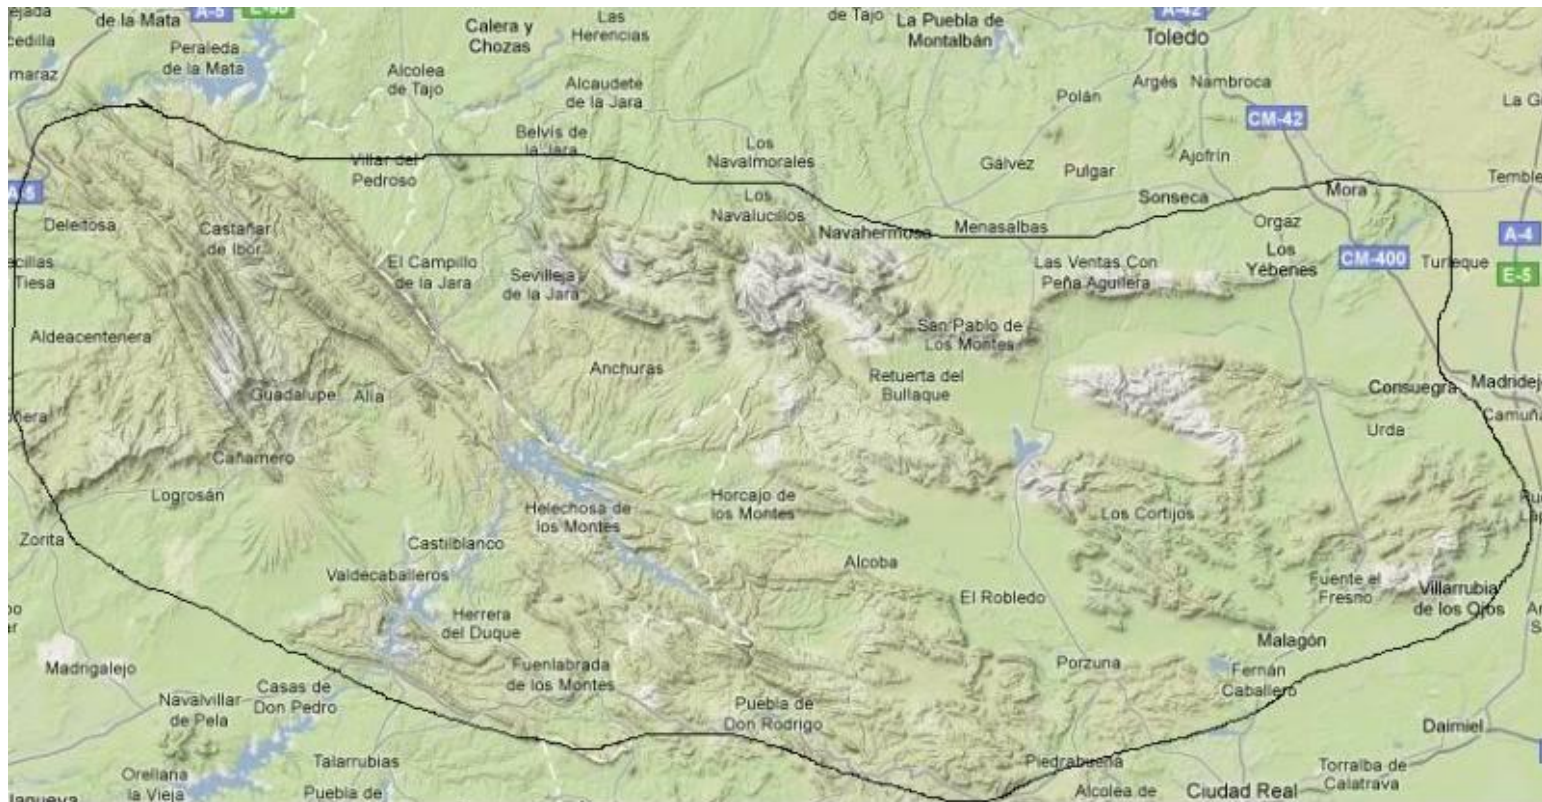 A-5
de la Mata
Las
Herencias
Calera y
Chozas
de Tajo
La Puebla de
Montalbán
A-42
Toledo
Peraleda
de la Mata
Alcolea
de Tajo
Alcaudete
de la Jara
Polán
Argés
Nambroca
CM-42
Belvís de
la Jara
Villar del
Pedroso
Los
Navalmorales
Gálvez
Pulgar
Ajofrín
Sonseca
Mora
Deleitosa
Castañar
de Ibor
Los
Navalucillos
Navahermosa
Menasalbas
Orgaz
Los
Yébenes
CM-400
Turleque
A-4
E-5
El Campillo
de la Jara
Sevilleja
de la Jara
Las Ventas Con
Peña Aguilera
Aldeacentenera
San Pablo de
Los Montes
Anchuras
Retuerta del
Bullaque
Guadalupe
Alía
Consuegra
Urda
Cañamero
Logrosán
Zorita
Helechosa de
los Montes
Horcajo de
los Montes
Los Cortijos
Castilblanco
Valdecaballeros
Alcoba
El Robledo
Fuente el
Fresno
Villarrubia
de los Ojos
Herrera
del Duque
Malagón
Madrigalejo
Fuenlabrada
de los Montes
Porzuna
Fernán
Caballero
Casas de
Don Pedro
Navalvillar
de Pela
Puebla de
Don Rodrigo
Daimiel
Talarrubias
Piedrabuena
Orellana
la Vieja
Puebla de
Alcolea de
Ciudad Real
Torralba de
Calatrava